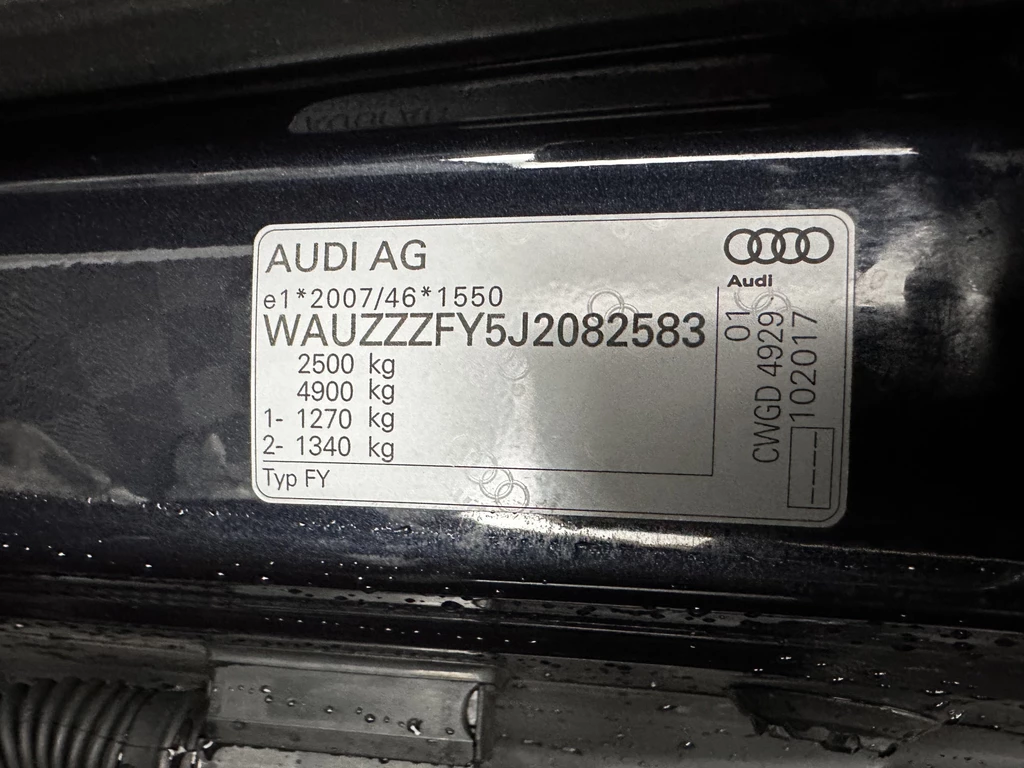 AUDI AG
Audi
e1*2007/46*1550
WAUZZZFY5J2082583
2500 kg
4900 kg
1- 1270 kg
2- 1340 kg
Typ FY
01
CWGD 4929
102017
-----